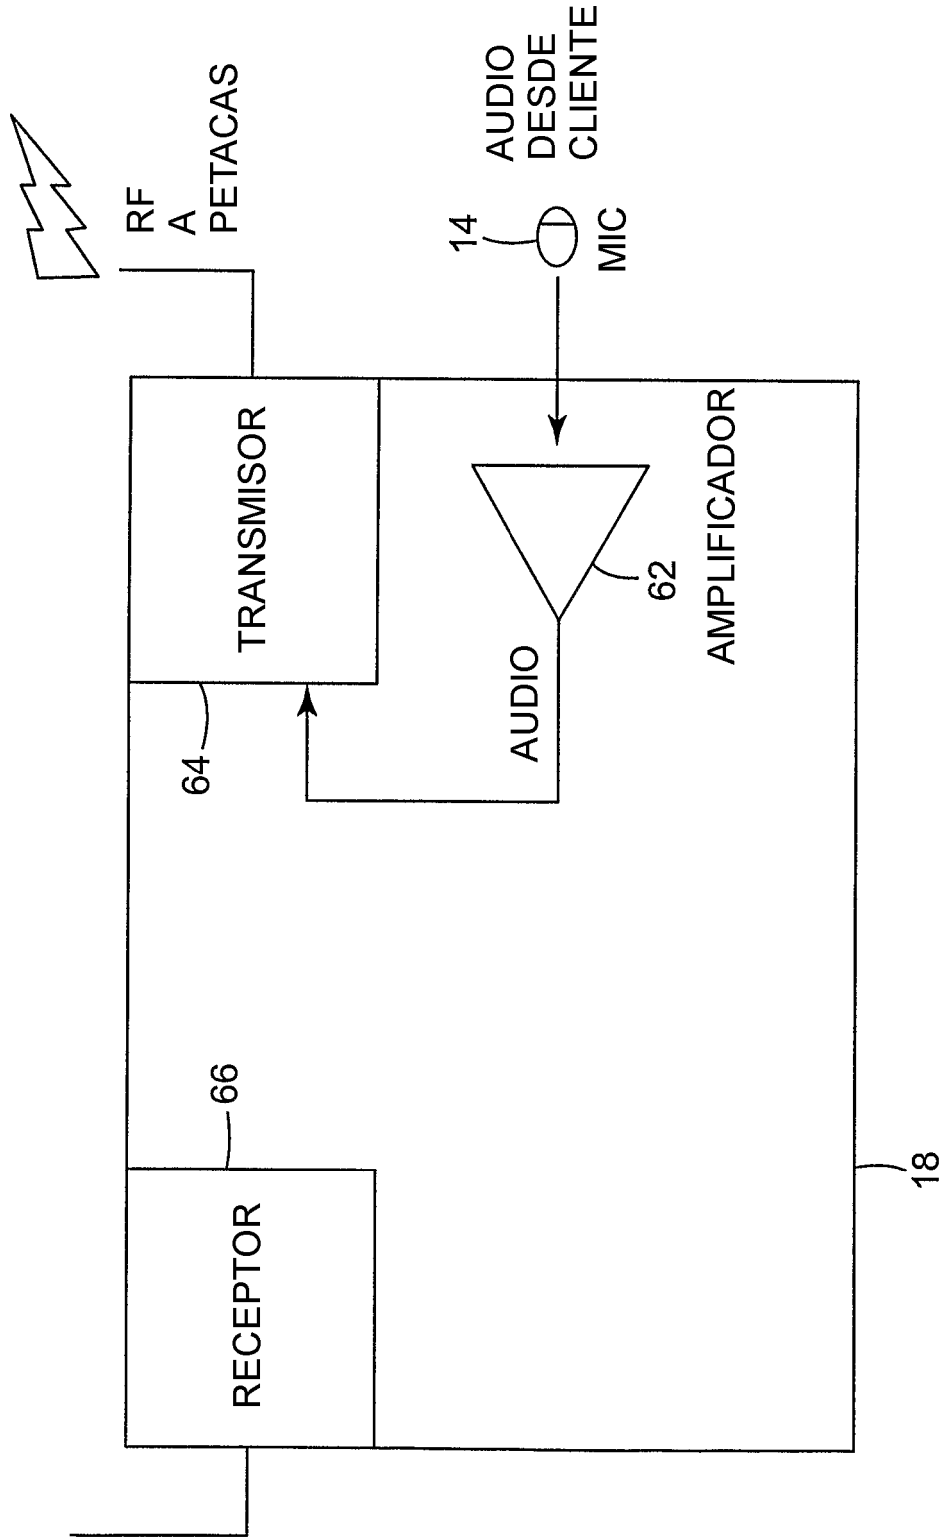 RF
A
PETACAS
TRANSMISOR
64
66
RECEPTOR
AUDIO
DESDE
CLIENTE
14
MIC
AUDIO
62
AMPLIFICADOR
18